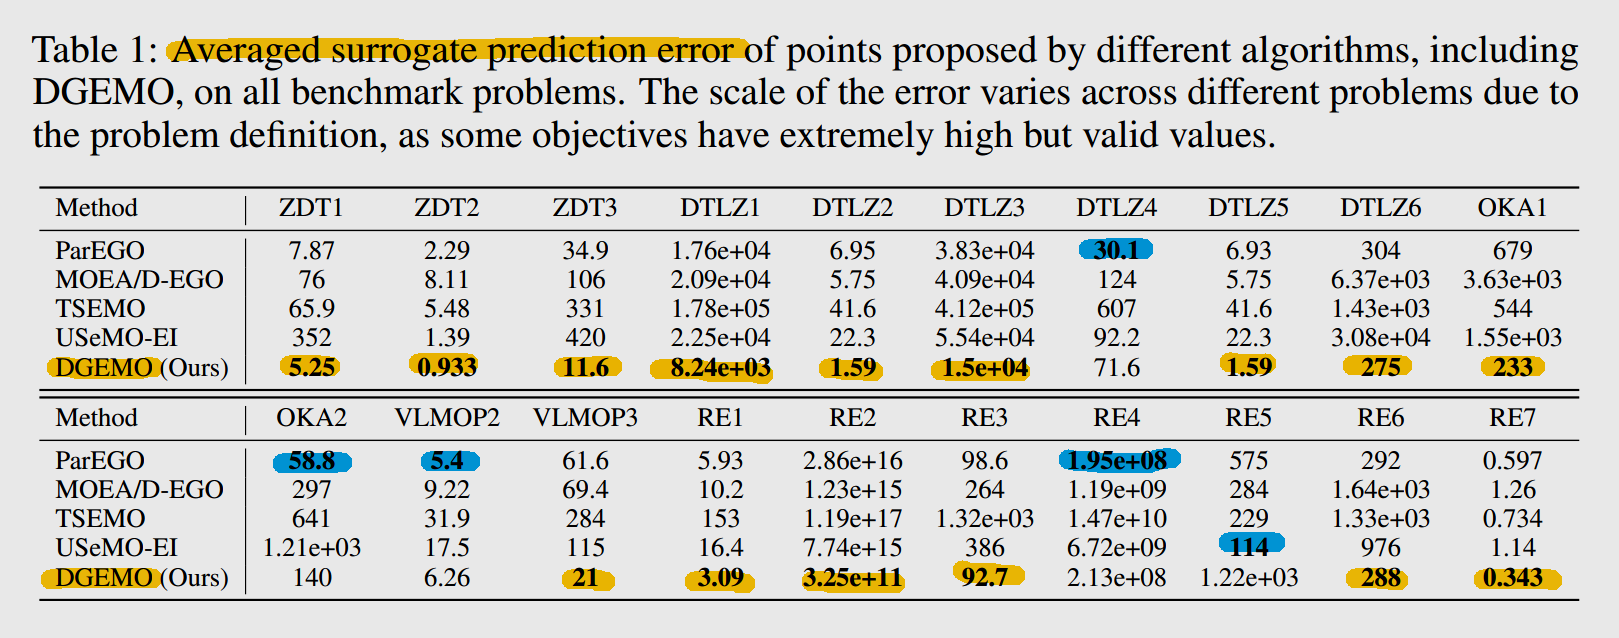 Table 1: Averaged surrogate prediction error of points proposed by different algorithms, including
DGEMO, on all benchmark problems. The scale of the error varies across different problems due to
the problem definition, as some objectives have extremely high but valid values.
Method ZDT1 ZDT2 ZDT3 DTLZ1 DTLZ2 DTLZ3 DTLZ4 DTLZ5 DTLZ6 OKA1
ParEGO 7.87 2.29 34.9 1.76e+04 6.95 3.83e+04 30.1 6.93 304 679
MOEA/D-EGO 76 8.11 106 2.09e+04 5.75 4.09e+04 124 5.75 6.37e+03 3.63e+03
TSEMO 65.9 5.48 331 1.78e+05 41.6 4.12e+05 607 41.6 1.43e+03 544
USeMO-EI 352 1.39 420 2.25e+04 22.3 5.54e+04 92.2 22.3 3.08e+04 1.55e+03
DGEMO (Ours) 5.25 0.933 11.6 8.24e+03 1.59 1.5e+04 71.6 1.59 275 233
Method OKA2 VLMOP2 VLMOP3 RE1 RE2 RE3 RE4 RE5 RE6 RE7
ParEGO 58.8 5.4 61.6 5.93 2.86e+16 98.6 1.95e+08 575 292 0.597
MOEA/D-EGO 297 9.22 69.4 10.2 1.23e+15 264 1.19e+09 284 1.64e+03 1.26
TSEMO 641 31.9 284 153 1.19e+17 1.32e+03 1.47e+10 229 1.33e+03 0.734
USeMO-EI 1.21e+03 17.5 115 16.4 7.74e+15 386 6.72e+09 114 976 1.14
DGEMO (Ours) 140 6.26 21 3.09 3.25e+11 92.7 2.13e+08 1.22e+03 288 0.343